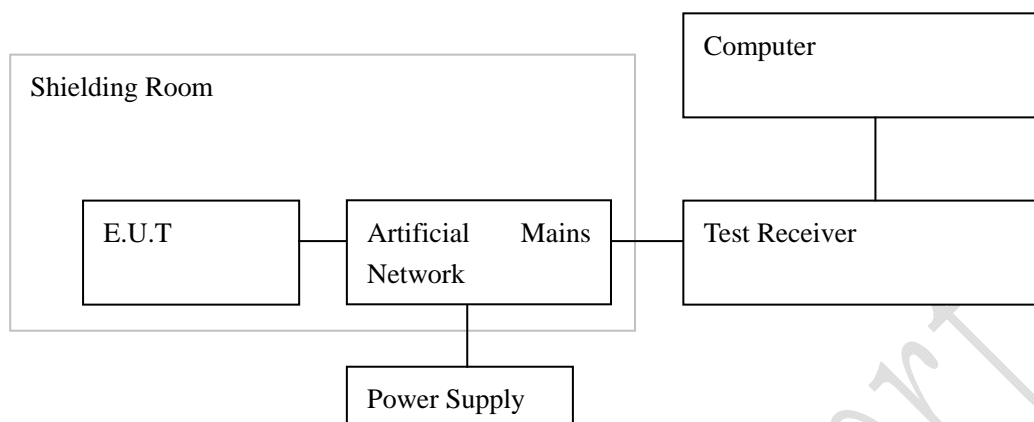 Computer
Shielding Room
E.U.T
Artificial Mains
Network
Test Receiver
Power Supply